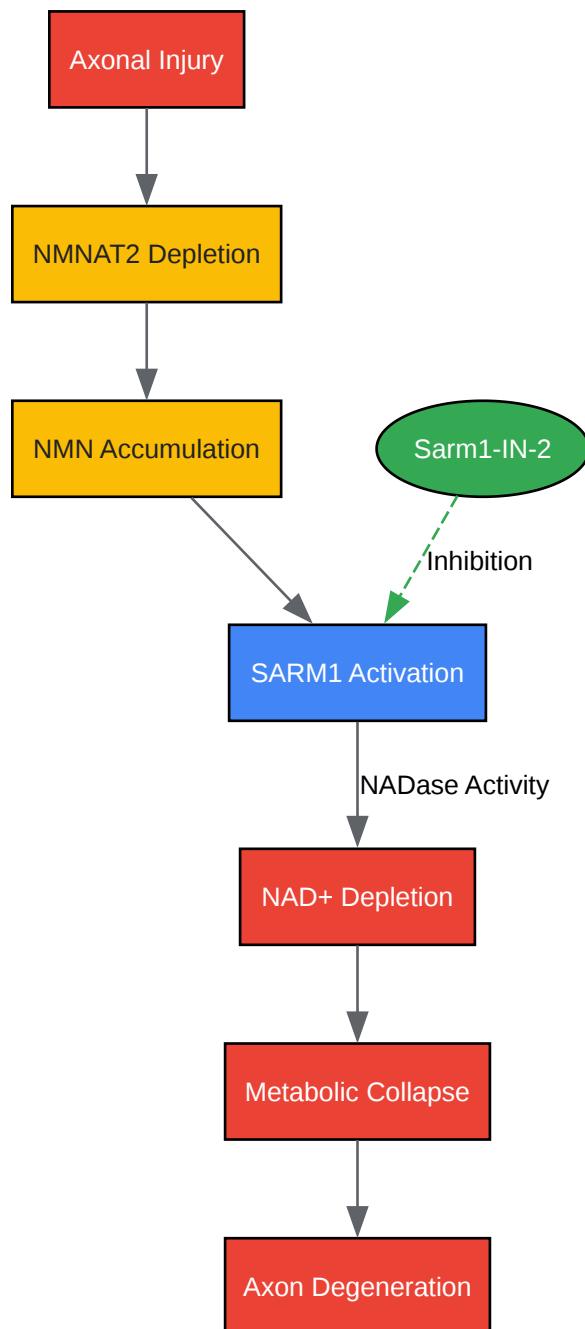 Axonal Injury
NMNAT2 Depletion
NMN Accumulation
Sarm1-IN-2
Inhibition
SARM1 Activation
NADase Activity
NAD+ Depletion
Metabolic Collapse
Axon Degeneration